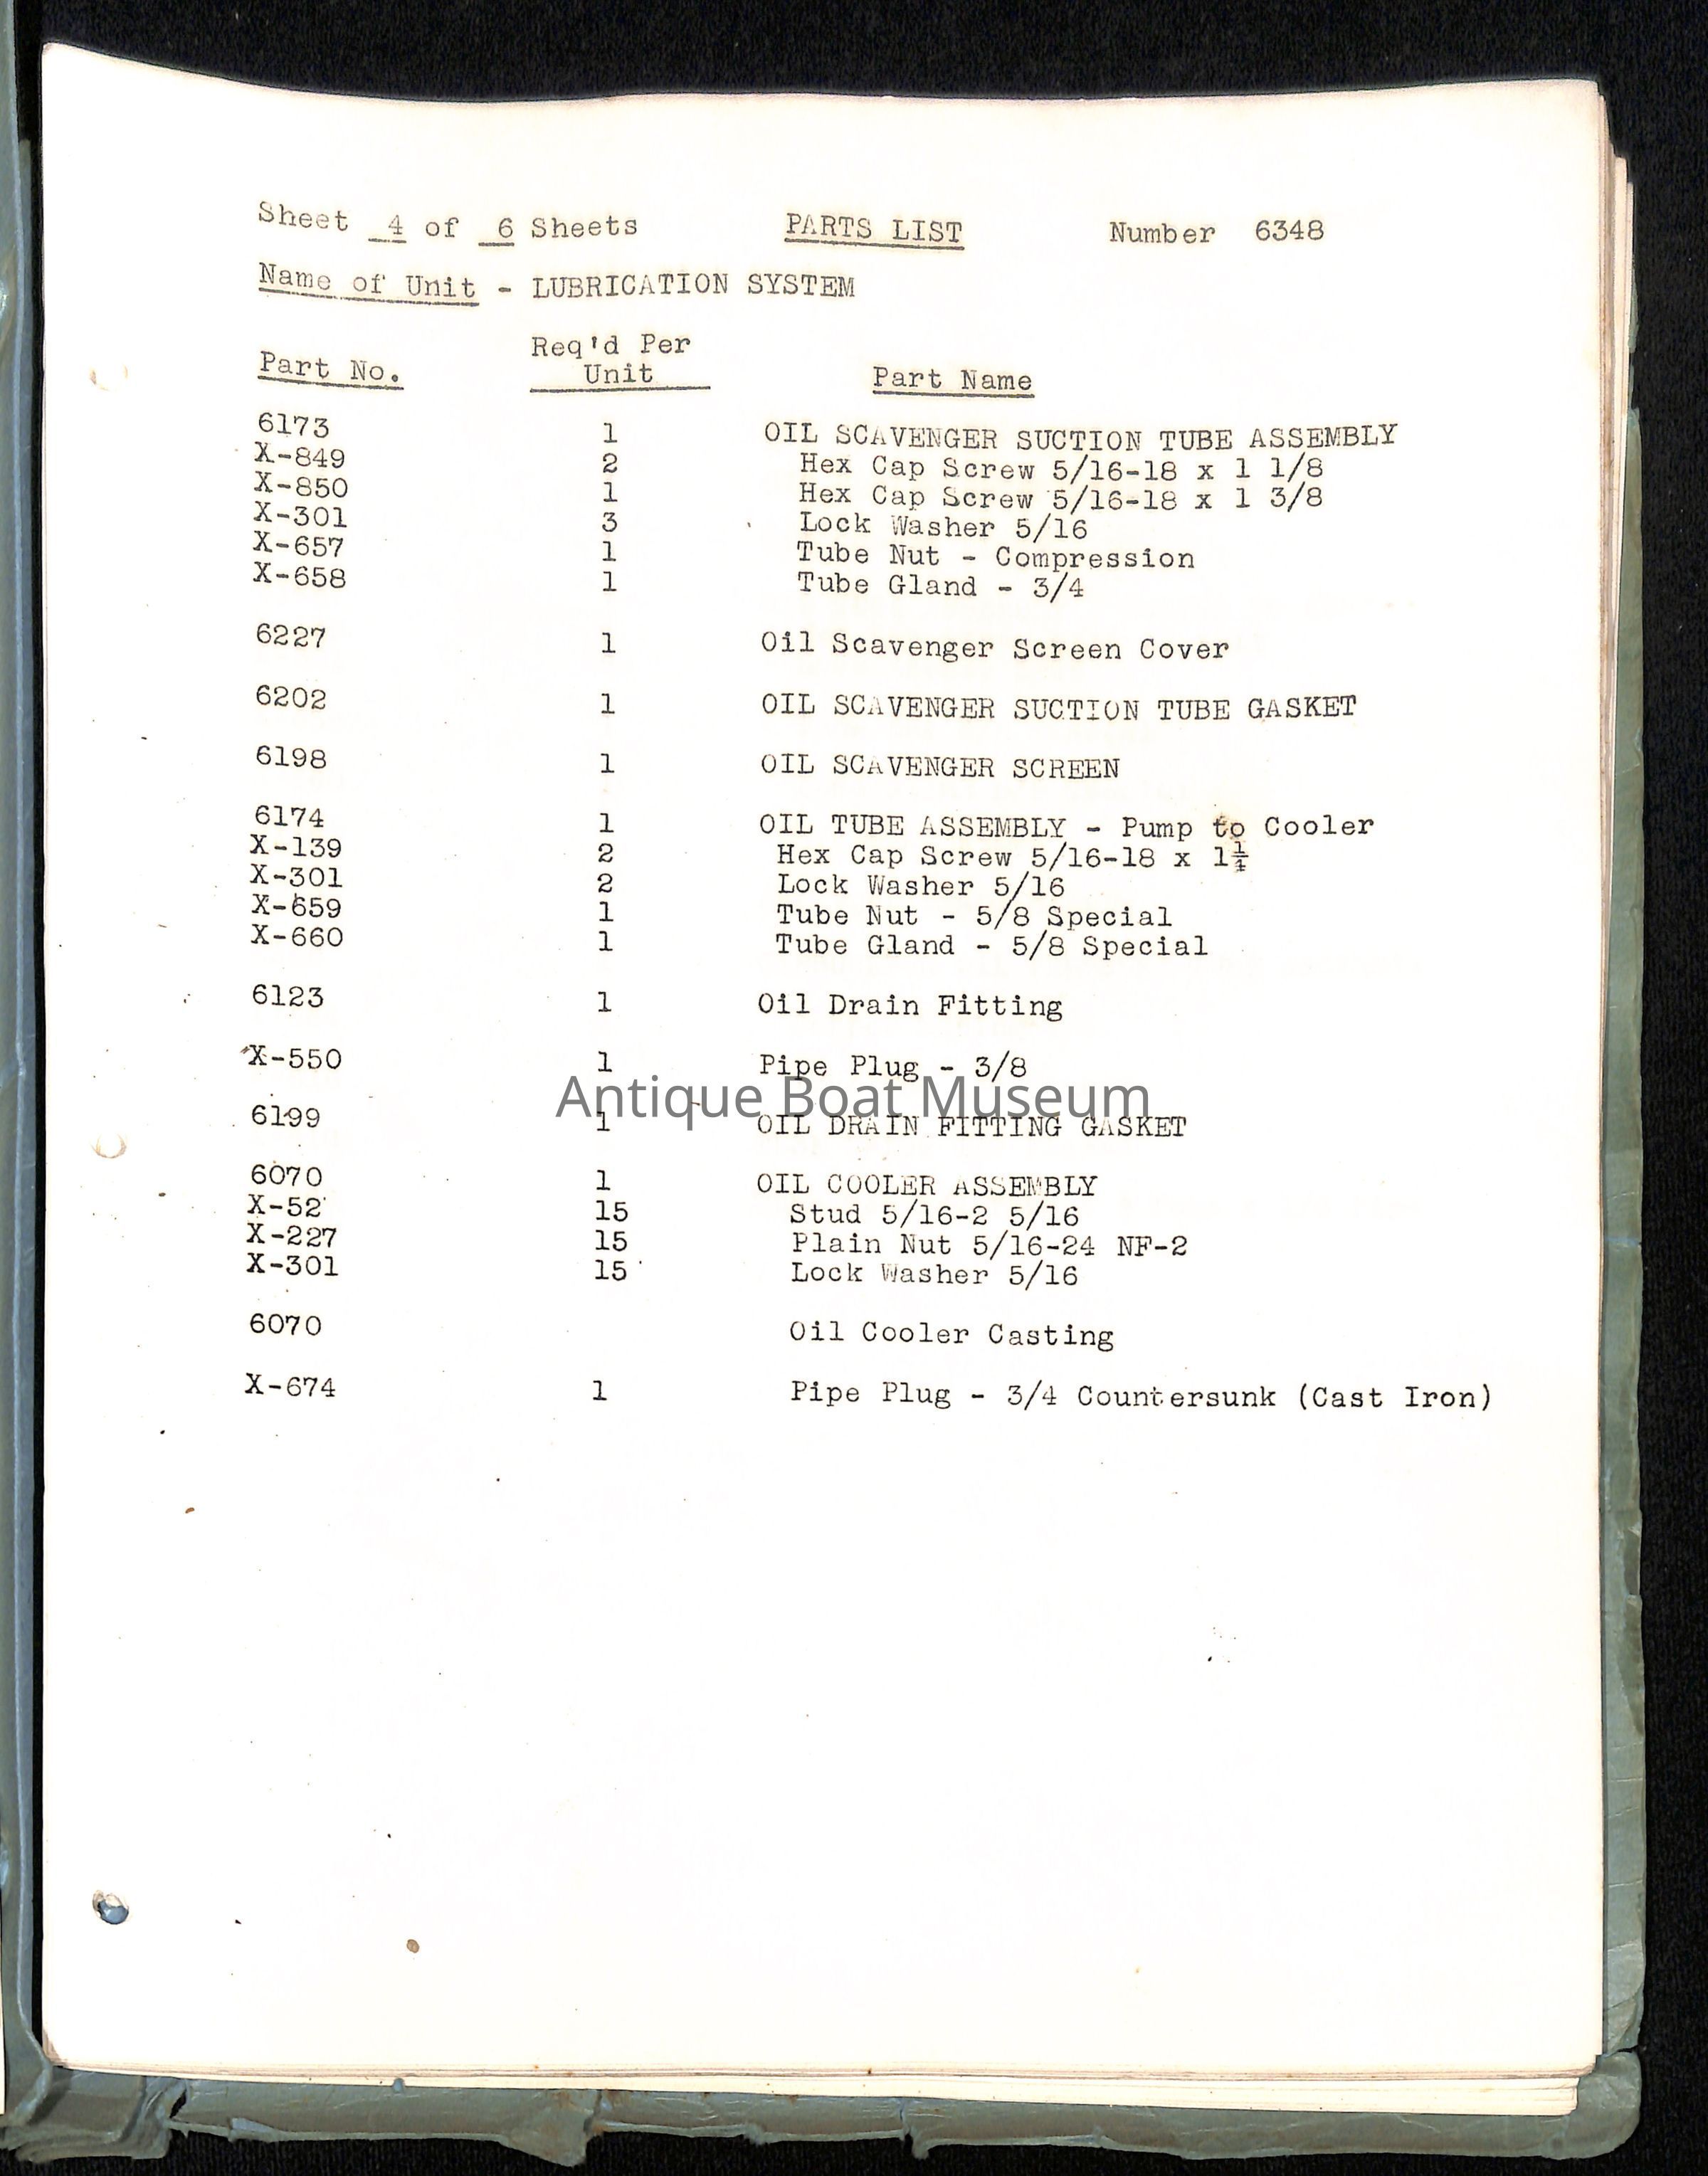 Sheet 4 of 6 Sheets PARTS LIST Number 6348
Name of Unit - LUBRICATION SYSTEM
Part No. Req'd Per Unit Part Name
6173 1 OIL SCAVENGER SUCTION TUBE ASSEMBLY
X-849 2 Hex Cap Screw 5/16-18 x 1 1/8
X-850 1 Hex Cap Screw 5/16-18 x 1 3/8
X-301 3 Lock Washer 5/16
X-657 1 Tube Nut - Compression
X-658 1 Tube Gland - 3/4
6227 1 Oil Scavenger Screen Cover
6202 1 OIL SCAVENGER SUCTION TUBE GASKET
6198 1 OIL SCAVENGER SCREEN
6174 1 OIL TUBE ASSEMBLY - Pump to Cooler
X-139 2 Hex Cap Screw 5/16-18 x 1¼
X-301 2 Lock Washer 5/16
X-659 1 Tube Nut - 5/8 Special
X-660 1 Tube Gland - 5/8 Special
6123 1 Oil Drain Fitting
X-550 1 Pipe Plug - 3/8
Antique Boat Museum
6199 1 OIL DRAIN FITTING GASKET
6070 1 OIL COOLER ASSEMBLY
X-52 15 Stud 5/16-2 5/16
X-227 15 Plain Nut 5/16-24 NF-2
X-301 15 Lock Washer 5/16
6070 Oil Cooler Casting
X-674 1 Pipe Plug - 3/4 Countersunk (Cast Iron)